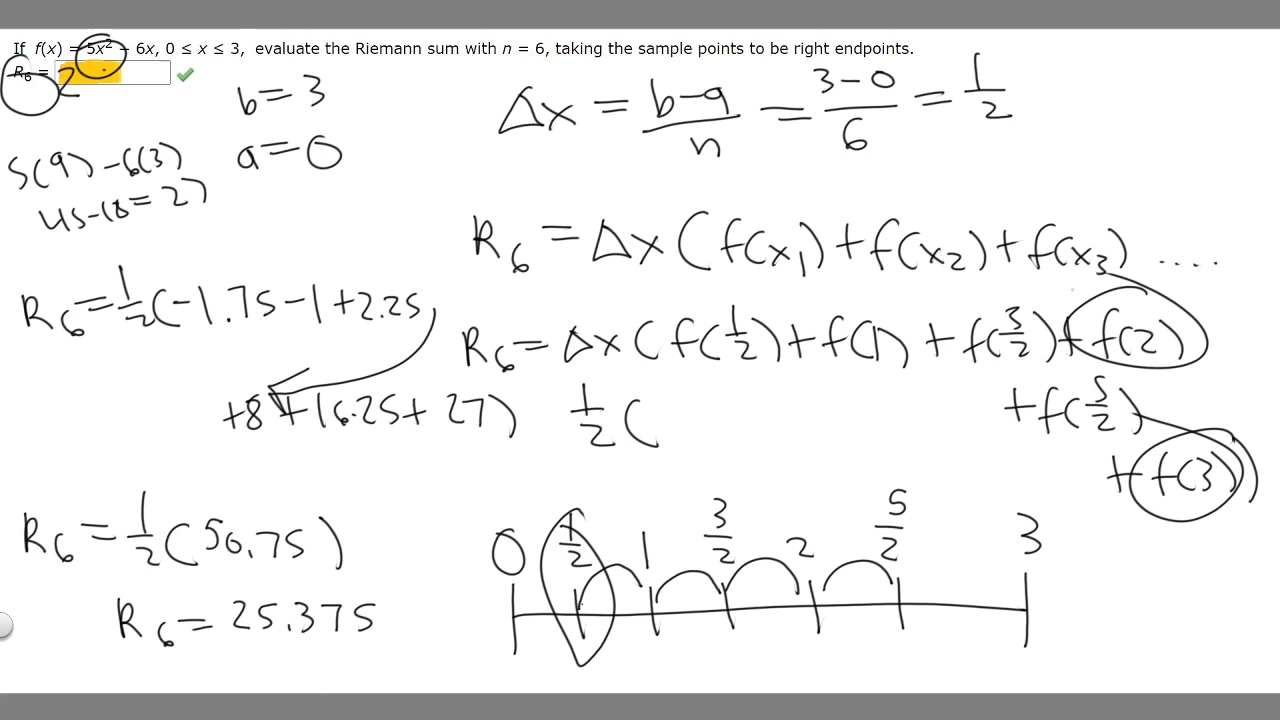 If f(x) = 5x² − 6x, 0 ≤ x ≤ 3, evaluate the Riemann sum with n = 6, taking the sample points to be right endpoints.
R₆ =
2
b=3
a=0
Δx = b-a/n = 3-0/6 = 1/2
5(9)-6(3)
45-18=27
R₆ = Δx(f(x₁)+f(x₂)+f(x₃) ....
R₆=1/2(-1.75-1+2.25
+8+16.25+27)
R₆= Δx(f(1/2)+f(1)+f(3/2)+f(2)
+f(5/2)
+f(3))
1/2(
R₆=1/2(50.75)
R₆=25.375
0 1/2 1 3/2 2 5/2 3